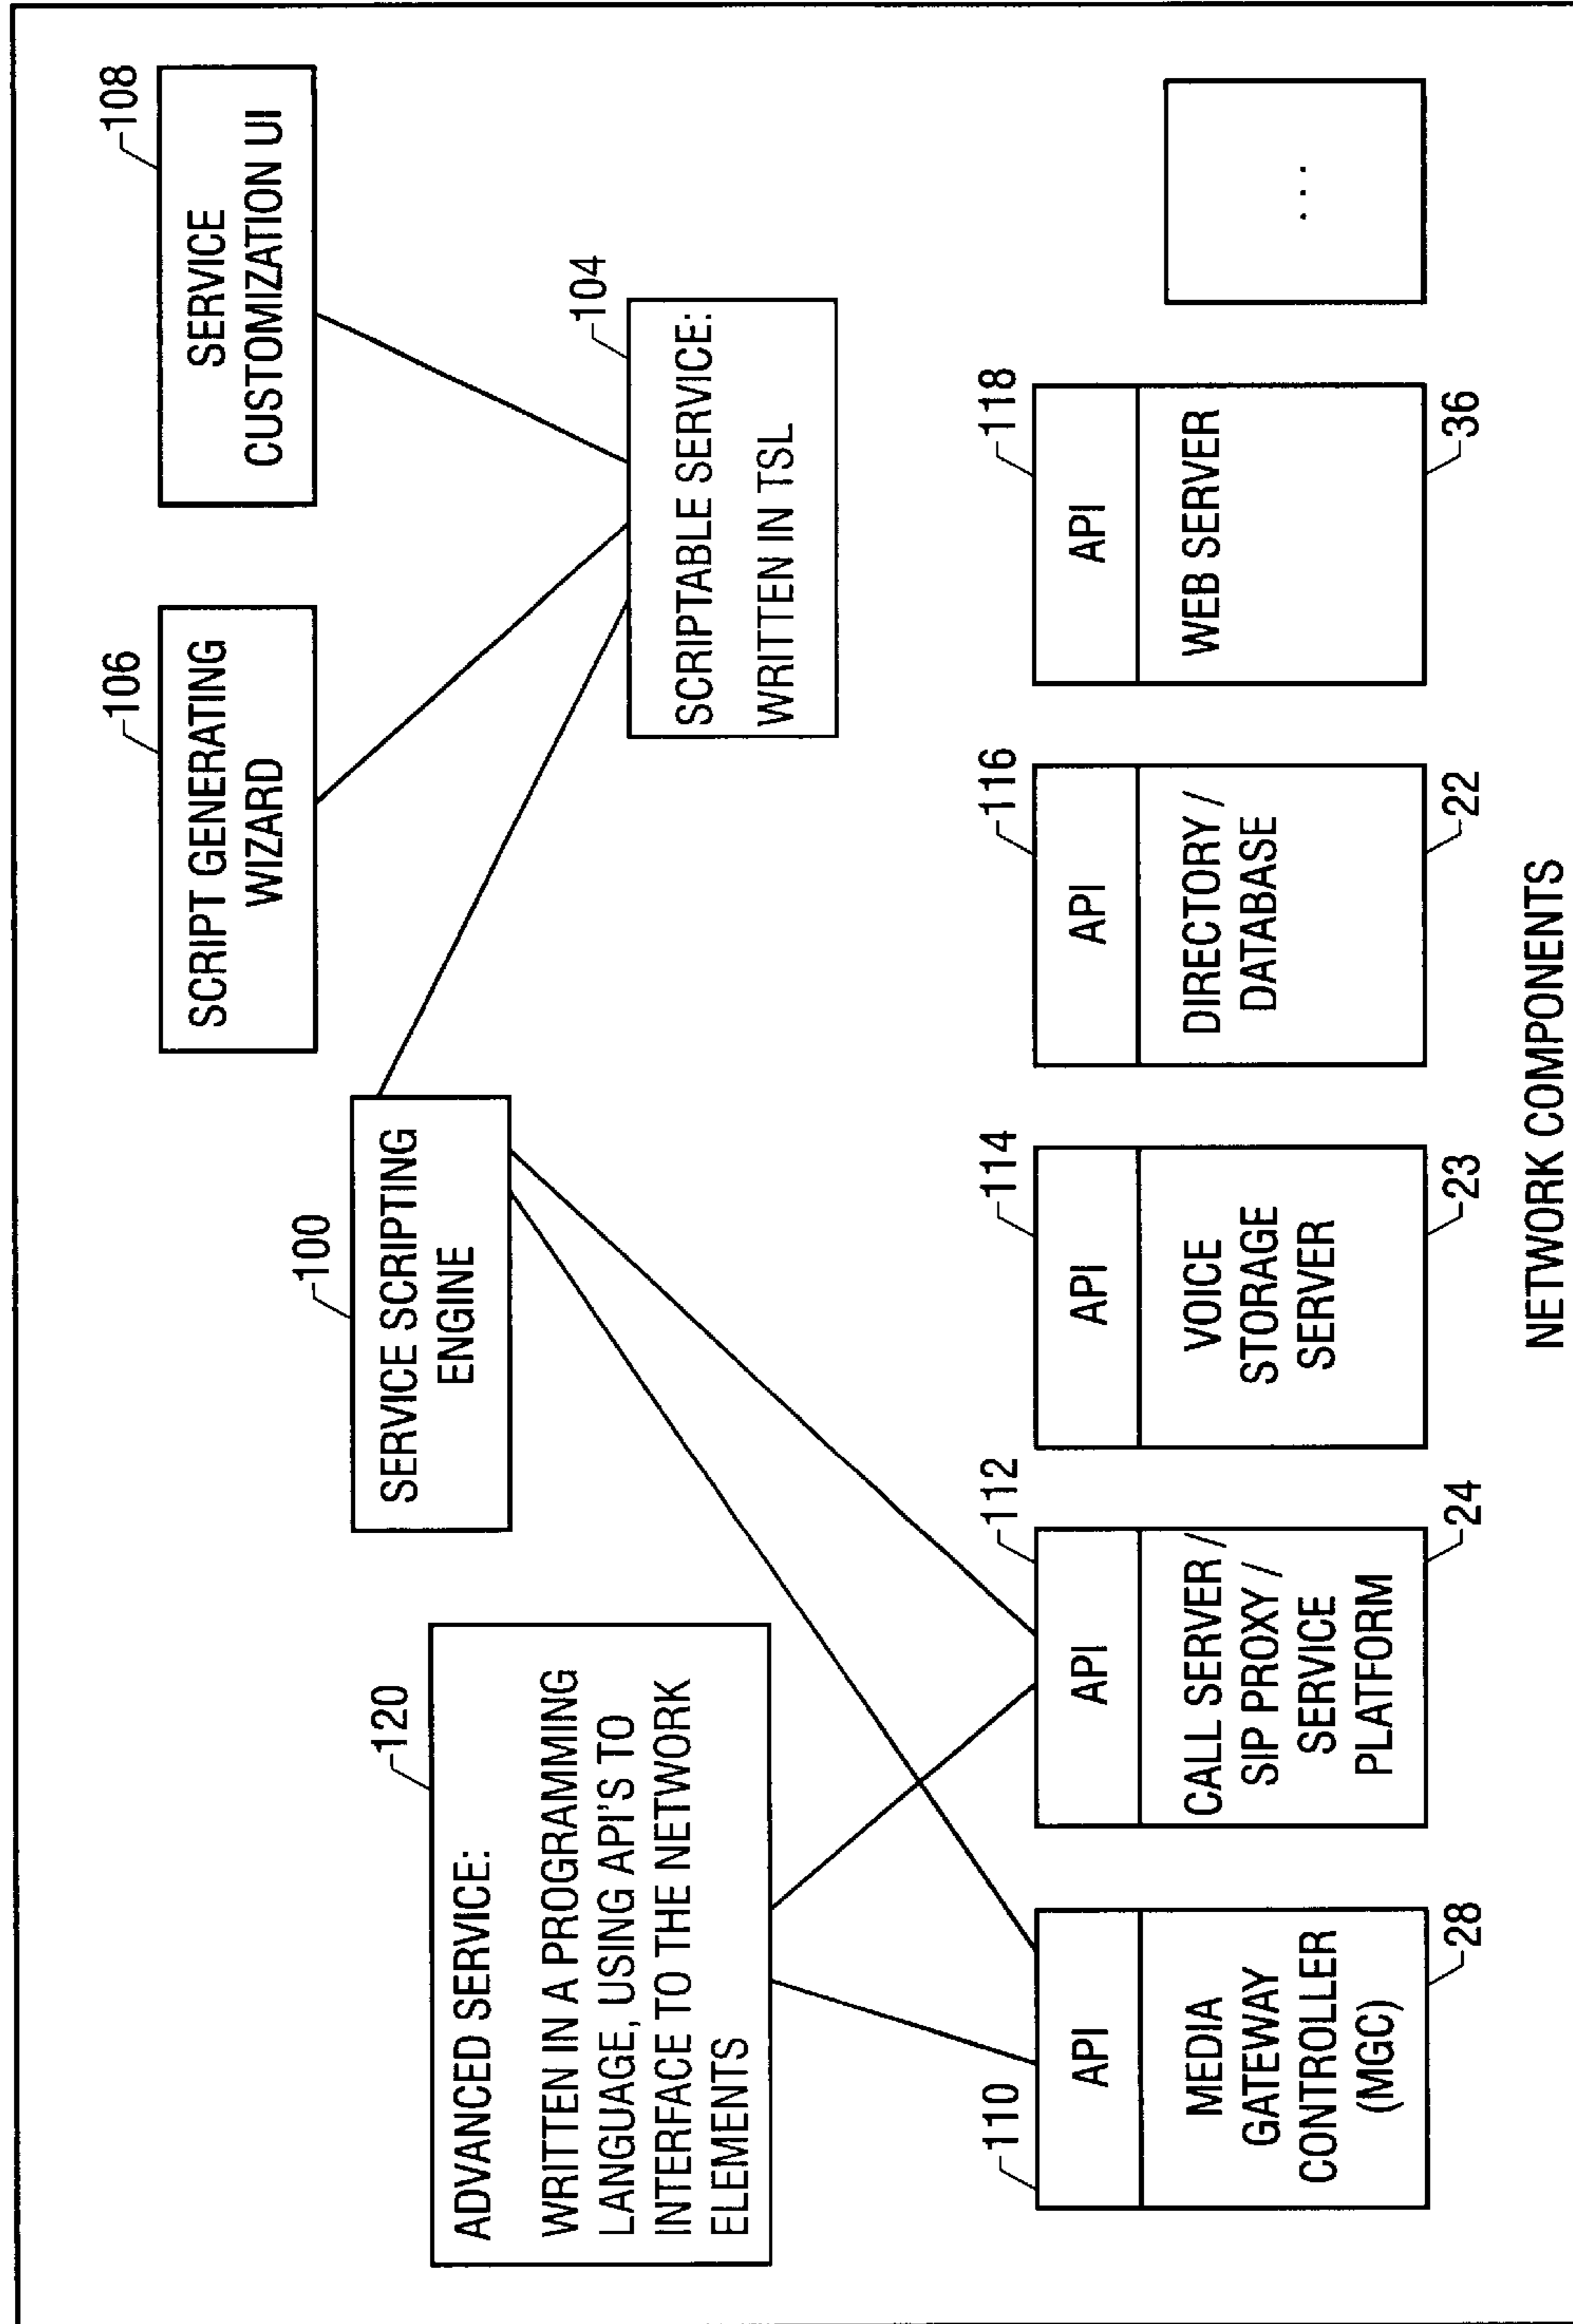 108
SERVICE
CUSTOMIZATION UI
106
SCRIPT GENERATING
WIZARD
100
SERVICE SCRIPTING
ENGINE
104
SCRIPTABLE SERVICE:
WRITTEN IN TSL
120
ADVANCED SERVICE:
WRITTEN IN A PROGRAMMING
LANGUAGE, USING API'S TO
INTERFACE TO THE NETWORK
ELEMENTS
110
API
MEDIA
GATEWAY
CONTROLLER
(MGC)
28
112
API
CALL SERVER /
SIP PROXY /
SERVICE
PLATFORM
24
114
API
VOICE
STORAGE
SERVER
23
116
API
DIRECTORY /
DATABASE
22
118
API
WEB SERVER
36
...
NETWORK COMPONENTS